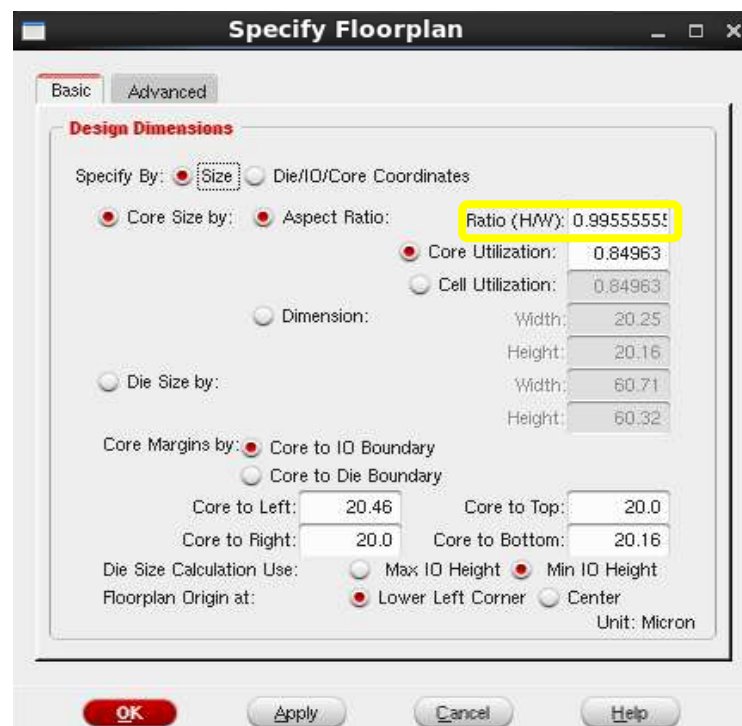 Specify Floorplan
Basic Advanced
Design Dimensions
Specify By: Size Die/IO/Core Coordinates
Core Size by: Aspect Ratio: Ratio (H/W): 0.99555555
Core Utilization: 0.84963
Cell Utilization: 0.84963
Dimension: Width: 20.25
Height: 20.16
Die Size by: Width: 60.71
Height: 60.32
Core Margins by: Core to IO Boundary
Core to Die Boundary
Core to Left: 20.46 Core to Top: 20.0
Core to Right: 20.0 Core to Bottom: 20.16
Die Size Calculation Use: Max IO Height Min IO Height
Floorplan Origin at: Lower Left Corner Center
Unit: Micron
OK Apply Cancel Help